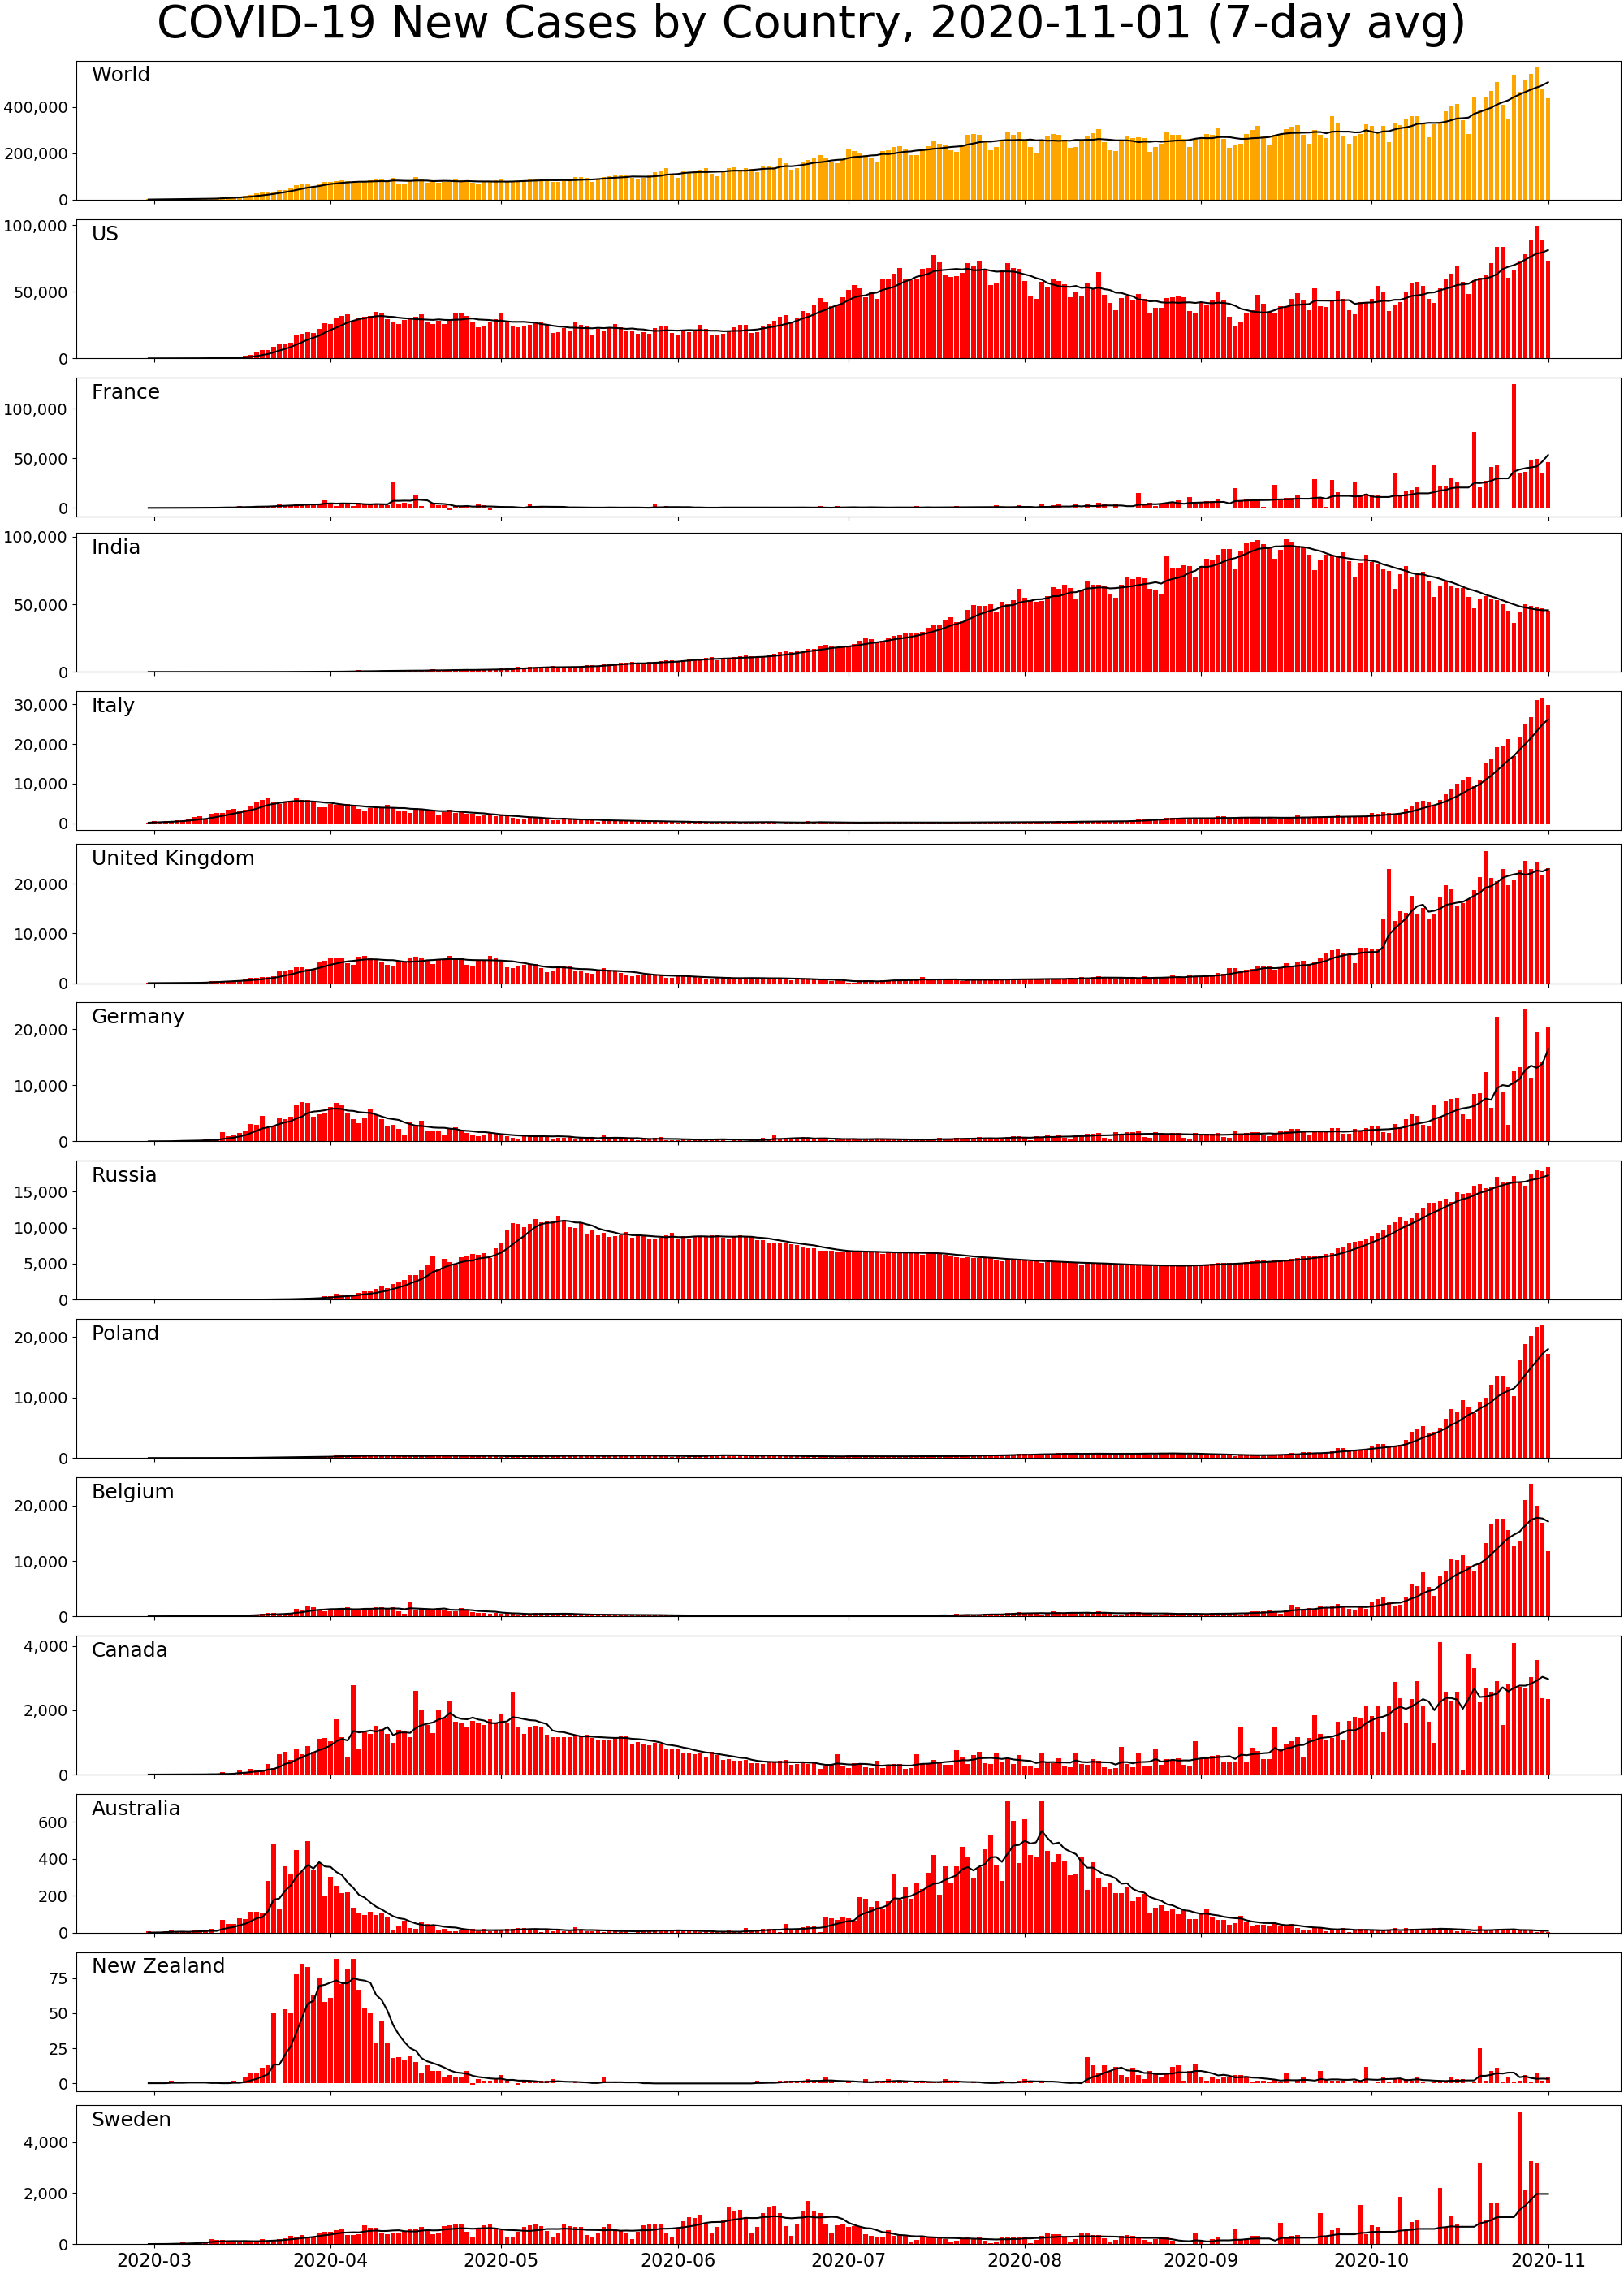 COVID-19 New Cases by Country, 2020-11-01 (7-day avg)
World
400,000
200,000
0
US
100,000
50,000
0
France
100,000
50,000
0
India
100,000
50,000
0
Italy
30,000
20,000
10,000
0
United Kingdom
20,000
10,000
0
Germany
20,000
10,000
0
Russia
15,000
10,000
5,000
0
Poland
20,000
10,000
0
Belgium
20,000
10,000
0
Canada
4,000
2,000
0
Australia
600
400
200
0
New Zealand
75
50
25
0
Sweden
4,000
2,000
0
2020-03 2020-04 2020-05 2020-06 2020-07 2020-08 2020-09 2020-10 2020-11